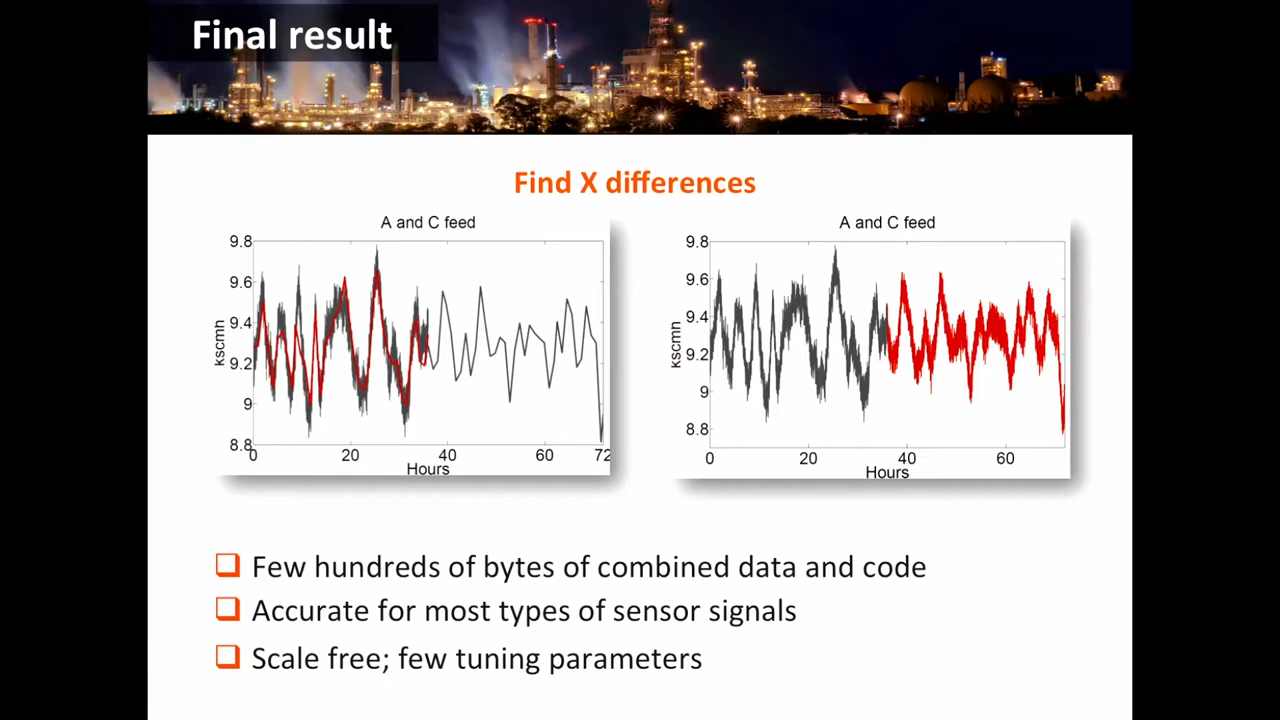 Final result
Find X differences
A and C feed
9.8
9.6
9.4
9.2
9
8.8
kscmh
0 20 40 60 72
Hours
A and C feed
9.8
9.6
9.4
9.2
9
8.8
kscmn
0 20 40 60
Hours
Few hundreds of bytes of combined data and code
Accurate for most types of sensor signals
Scale free; few tuning parameters